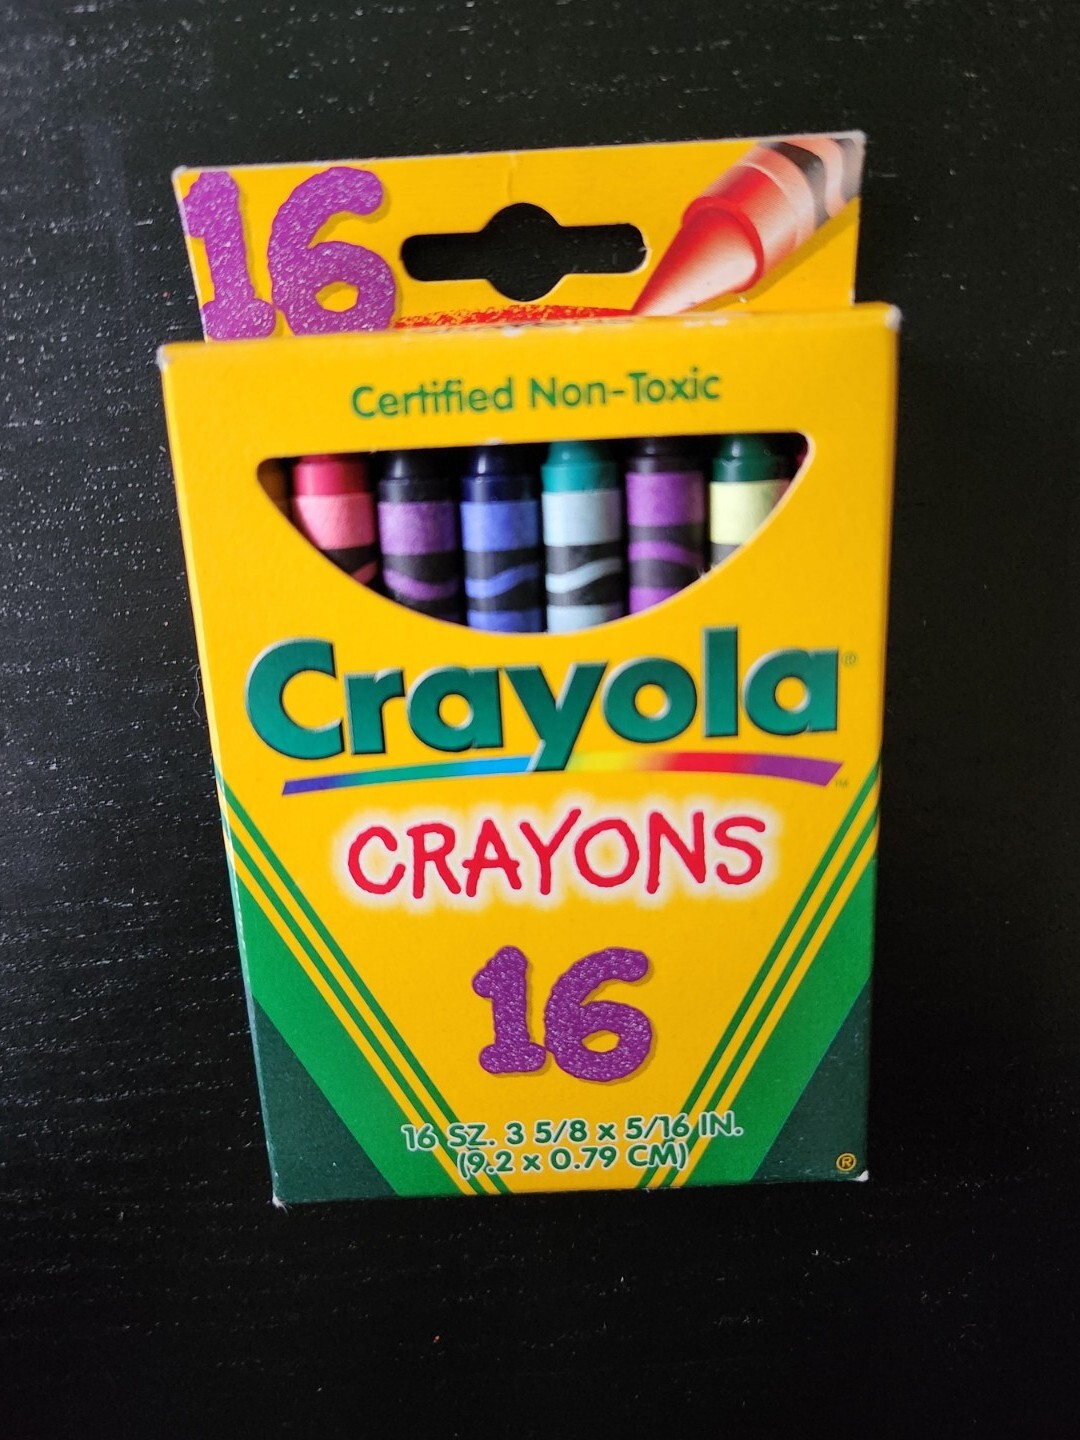 16
Certified Non-Toxic
Crayola®
™
CRAYONS
16
16 SZ. 3 5/8 x 5/16 IN.
(9.2 x 0.79 CM)
®